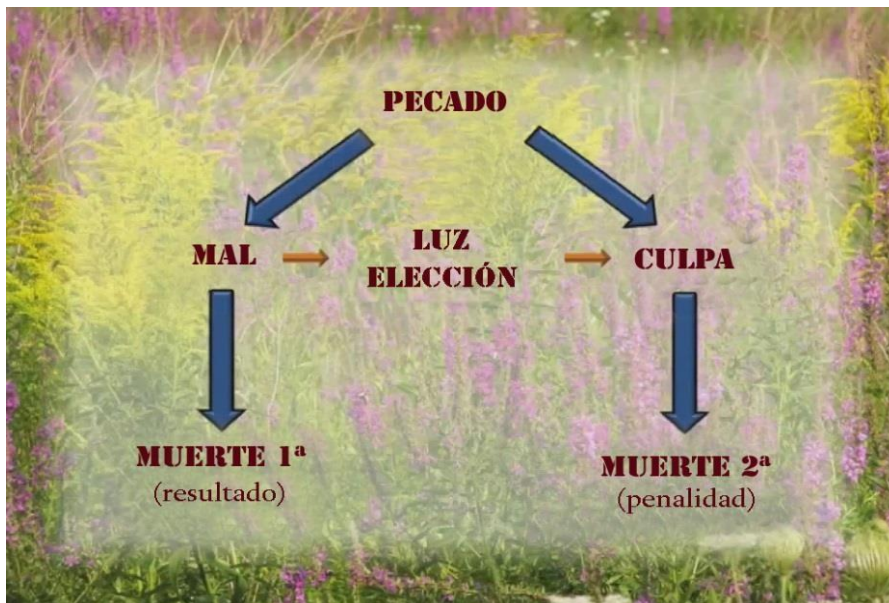 PECADO
MAL
LUZ
ELECCIÓN
CULPA
MUERTE 1ª
(resultado)
MUERTE 2ª
(penalidad)